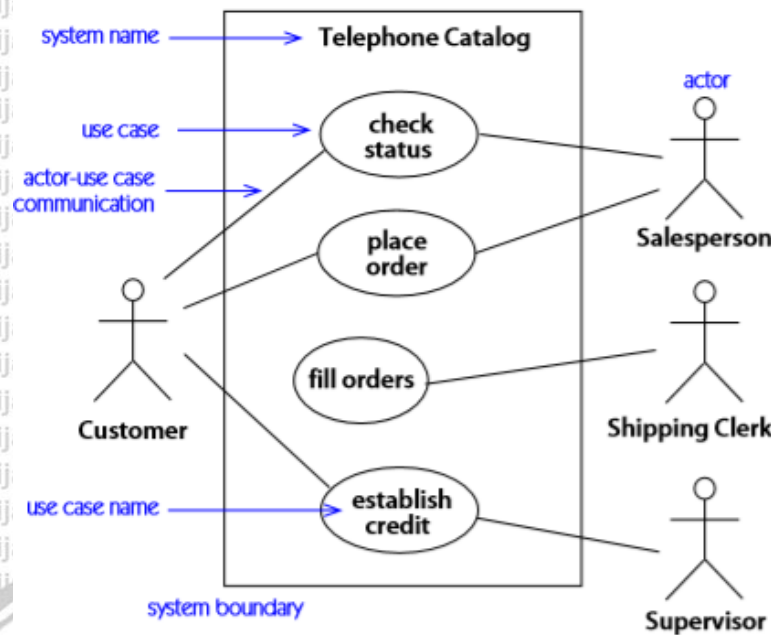 system name
Telephone Catalog
actor
use case
check
status
actor-use case
communication
place
order
Salesperson
fill orders
Customer
Shipping Clerk
use case name
establish
credit
system boundary
Supervisor